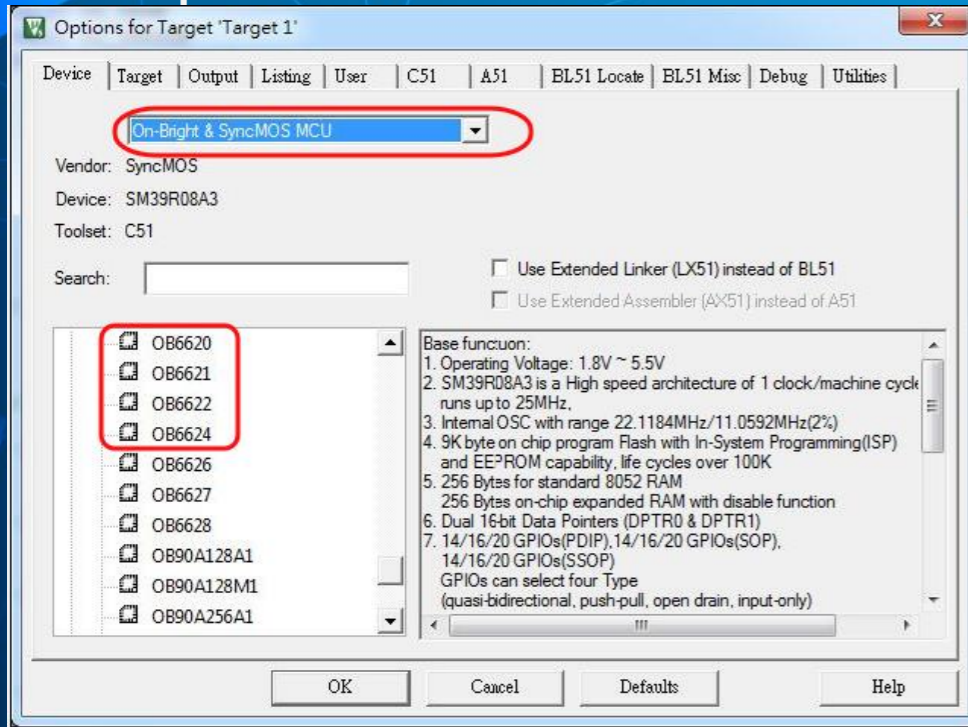 Options for Target 'Target 1'
Device Target Output Listing User C51 A51 BL51 Locate BL51 Misc Debug Utilities
On-Bright & SyncMOS MCU
Vendor: SyncMOS
Device: SM39R08A3
Toolset: C51
Search:
Use Extended Linker (LX51) instead of BL51
Use Extended Assembler (AX51) instead of A51
OB6620
OB6621
OB6622
OB6624
OB6626
OB6627
OB6628
OB90A128A1
OB90A128M1
OB90A256A1
Base function:
1. Operating Voltage: 1.8V ~ 5.5V
2. SM39R08A3 is a High speed architecture of 1 clock/machine cycle
runs up to 25MHz,
3. Internal OSC with range 22.1184MHz/11.0592MHz(2%)
4. 9K byte on chip program Flash with In-System Programming(ISP)
and EEPROM capability, life cycles over 100K
5. 256 Bytes for standard 8052 RAM
256 Bytes on-chip expanded RAM with disable function
6. Dual 16-bit Data Pointers (DPTR0 & DPTR1)
7. 14/16/20 GPIOs(PDIP),14/16/20 GPIOs(SOP),
14/16/20 GPIOs(SSOP)
GPIOs can select four Type
(quasi-bidirectional, push-pull, open drain, input-only)
OK Cancel Defaults Help